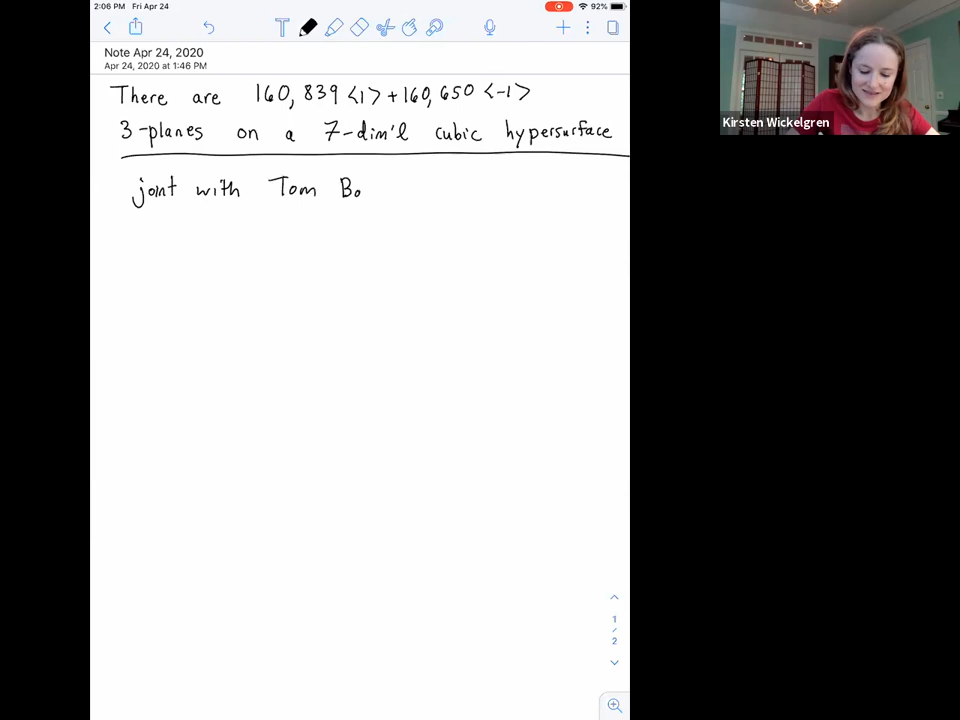 2:06 PM Fri Apr 24
92%
Note Apr 24, 2020
Apr 24, 2020 at 1:46 PM
There are 160,839 <1> + 160,650 <-1>
3-planes on a 7-dim'l cubic hypersurface
joint with Tom Bo
Kirsten Wickelgren
1
/
2